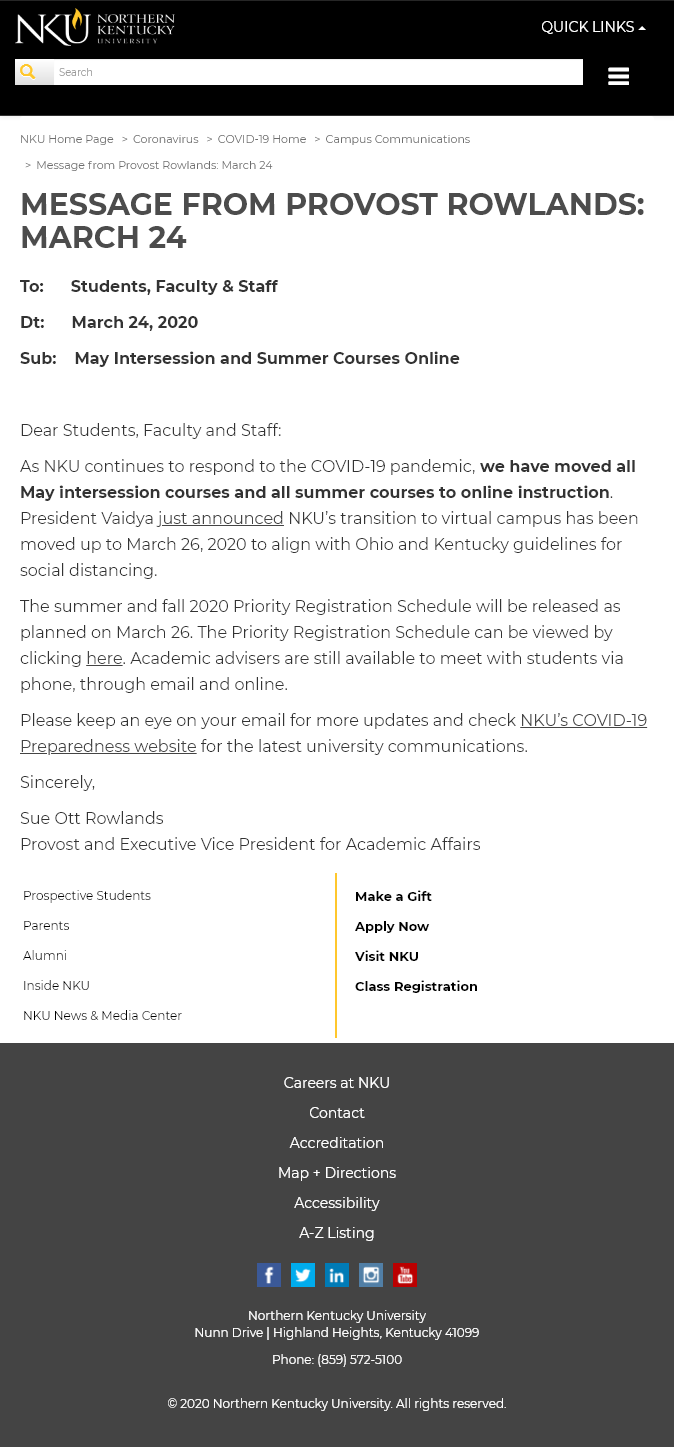 NKU NORTHERN
KENTUCKY
UNIVERSITY
QUICK LINKS
Search
NKU Home Page > Coronavirus > COVID-19 Home > Campus Communications
> Message from Provost Rowlands: March 24
MESSAGE FROM PROVOST ROWLANDS:
MARCH 24
To: Students, Faculty & Staff
Dt: March 24, 2020
Sub: May Intersession and Summer Courses Online
Dear Students, Faculty and Staff:
As NKU continues to respond to the COVID-19 pandemic, we have moved all
May intersession courses and all summer courses to online instruction.
President Vaidya just announced NKU’s transition to virtual campus has been
moved up to March 26, 2020 to align with Ohio and Kentucky guidelines for
social distancing.
The summer and fall 2020 Priority Registration Schedule will be released as
planned on March 26. The Priority Registration Schedule can be viewed by
clicking here. Academic advisers are still available to meet with students via
phone, through email and online.
Please keep an eye on your email for more updates and check NKU’s COVID-19
Preparedness website for the latest university communications.
Sincerely,
Sue Ott Rowlands
Provost and Executive Vice President for Academic Affairs
Prospective Students
Parents
Alumni
Inside NKU
NKU News & Media Center
Make a Gift
Apply Now
Visit NKU
Class Registration
Careers at NKU
Contact
Accreditation
Map + Directions
Accessibility
A-Z Listing
You Tube
Northern Kentucky University
Nunn Drive | Highland Heights, Kentucky 41099
Phone: (859) 572-5100
© 2020 Northern Kentucky University. All rights reserved.